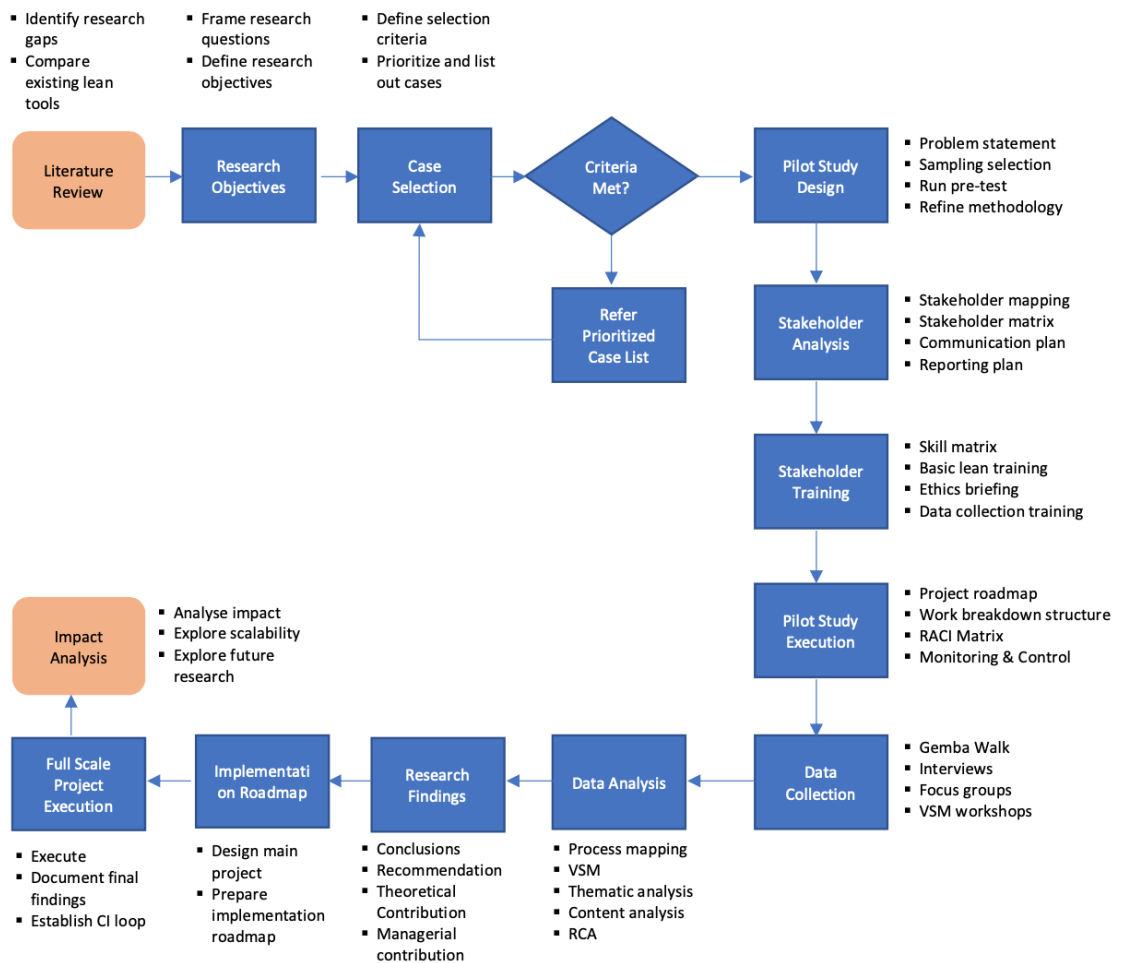 ▪ Identify research
gaps
▪ Compare
existing lean
tools
▪ Frame research
questions
▪ Define research
objectives
▪ Define selection
criteria
▪ Prioritize and list
out cases
Literature
Review
Research
Objectives
Case
Selection
Criteria
Met?
Pilot Study
Design
▪ Problem statement
▪ Sampling selection
▪ Run pre-test
▪ Refine methodology
Refer
Prioritized
Case List
Stakeholder
Analysis
▪ Stakeholder mapping
▪ Stakeholder matrix
▪ Communication plan
▪ Reporting plan
Stakeholder
Training
▪ Skill matrix
▪ Basic lean training
▪ Ethics briefing
▪ Data collection training
Pilot Study
Execution
▪ Project roadmap
▪ Work breakdown structure
▪ RACI Matrix
▪ Monitoring & Control
Data
Collection
▪ Gemba Walk
▪ Interviews
▪ Focus groups
▪ VSM workshops
Data Analysis
▪ Process mapping
▪ VSM
▪ Thematic analysis
▪ Content analysis
▪ RCA
Research
Findings
▪ Conclusions
▪ Recommendation
▪ Theoretical
Contribution
▪ Managerial
contribution
Implementati
on Roadmap
▪ Design main
project
▪ Prepare
implementation
roadmap
Full Scale
Project
Execution
▪ Execute
▪ Document final
findings
▪ Establish CI loop
Impact
Analysis
▪ Analyse impact
▪ Explore scalability
▪ Explore future
research